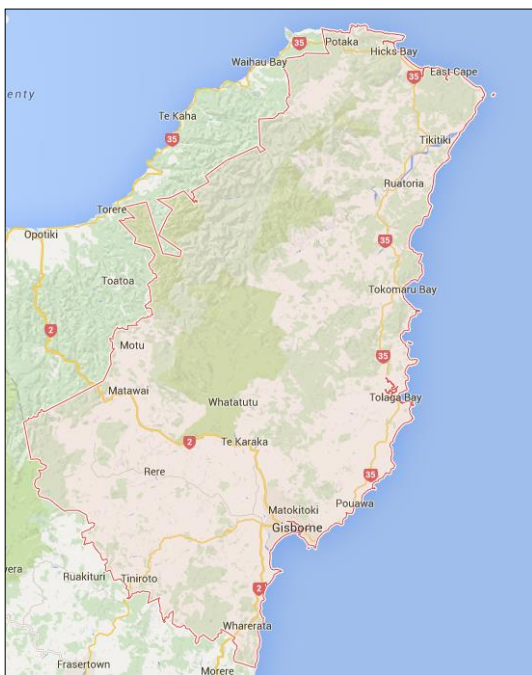 35
Potaka
Hicks Bay
Waihau Bay
35
East Cape
enty
Te Kaha
35
Tikitiki
Ruatoria
Torere
Opotiki
35
Toatoa
Tokomaru Bay
2
Motu
35
Matawai
Whatatutu
Tolaga Bay
2
Te Karaka
Rere
35
Matokitoki
Pouawa
Gisborne
wera
Ruakituri
Tiniroto
2
Wharerata
Frasertown
Morere